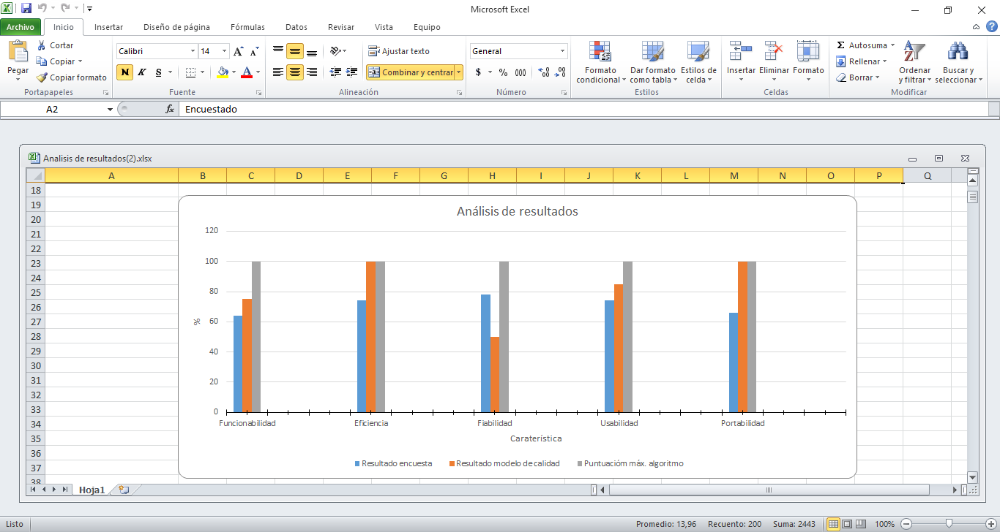 Microsoft Excel
Archivo Inicio Insertar Diseño de página Fórmulas Datos Revisar Vista Equipo
Pegar
Cortar
Copiar
Copiar formato
Portapapeles
Calibri 14
N K S
Fuente
Ajustar texto
Combinar y centrar
Alineación
General
$ % 000
Número
Formato condicional
Dar formato como tabla
Estilos de celda
Estilos
Insertar Eliminar Formato
Celdas
Σ Autosuma
Rellenar
Borrar
Ordenar y filtrar
Buscar y seleccionar
Modificar
A2 fx Encuestado
Analisis de resultados(2).xlsx
A B C D E F G H I J K L M N O P Q
18
19
20
21
22
23
24
25
26
27
28
29
30
31
32
33
34
35
36
37
38
Análisis de resultados
120
100
80
60
40
20
0
%
Funcionabilidad Eficiencia Fiabilidad Usabilidad Portabilidad
Caraterística
Resultado encuesta Resultado modelo de calidad Puntuacióm máx. algoritmo
Hoja1
Listo Promedio: 13,96 Recuento: 200 Suma: 2443 100%